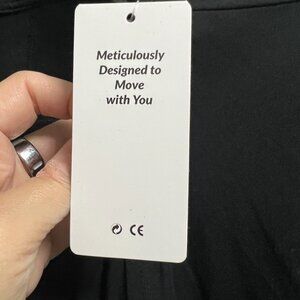 Meticulously
Designed to
Move
with You
CE